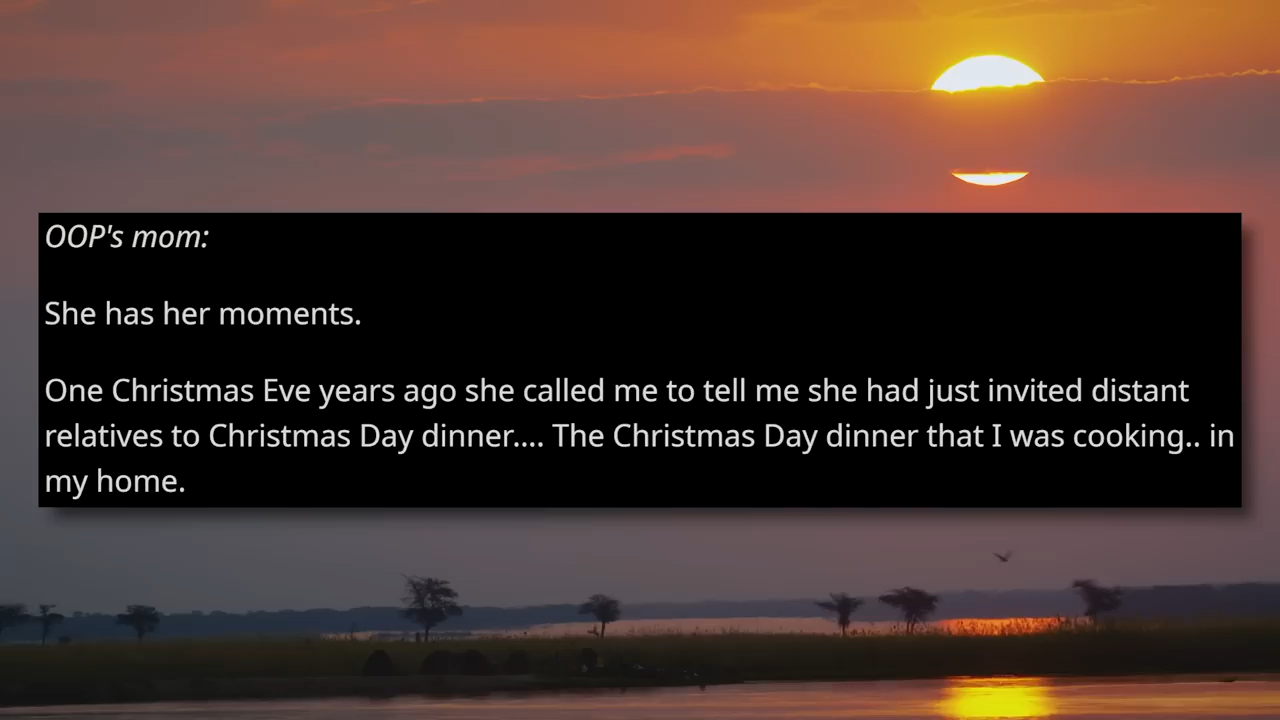 OOP's mom:
She has her moments.
One Christmas Eve years ago she called me to tell me she had just invited distant
relatives to Christmas Day dinner.... The Christmas Day dinner that I was cooking.. in
my home.